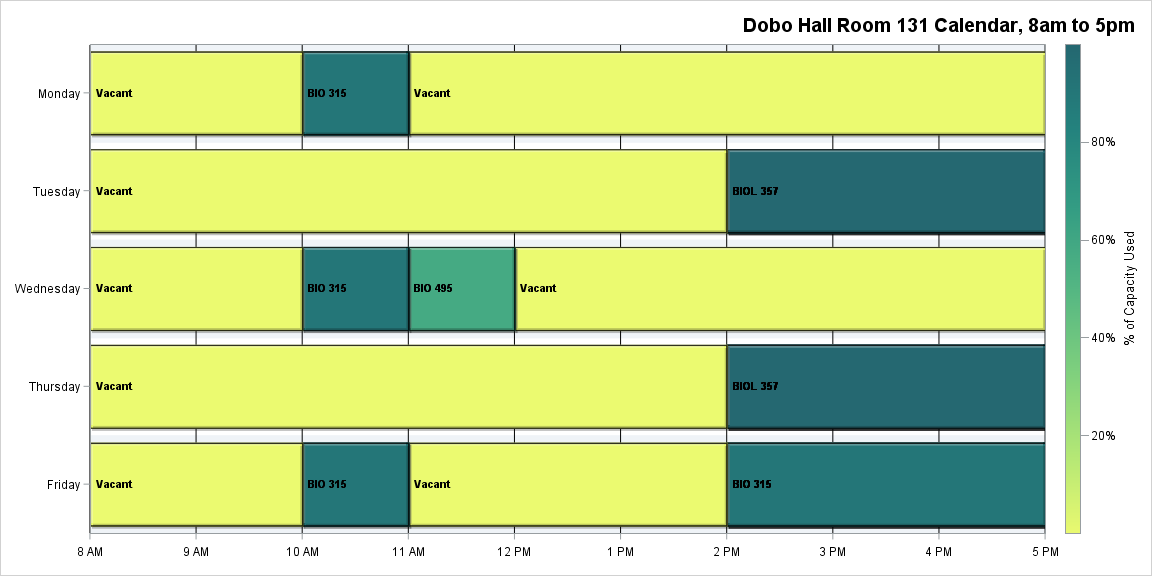 Dobo Hall Room 131 Calendar, 8am to 5pm
Monday
Vacant
BIO 315
Vacant
Tuesday
Vacant
BIOL 357
Wednesday
Vacant
BIO 315
BIO 495
Vacant
Thursday
Vacant
BIOL 357
Friday
Vacant
BIO 315
Vacant
BIO 315
8 AM 9 AM 10 AM 11 AM 12 PM 1 PM 2 PM 3 PM 4 PM 5 PM
80%
60%
40%
20%
% of Capacity Used